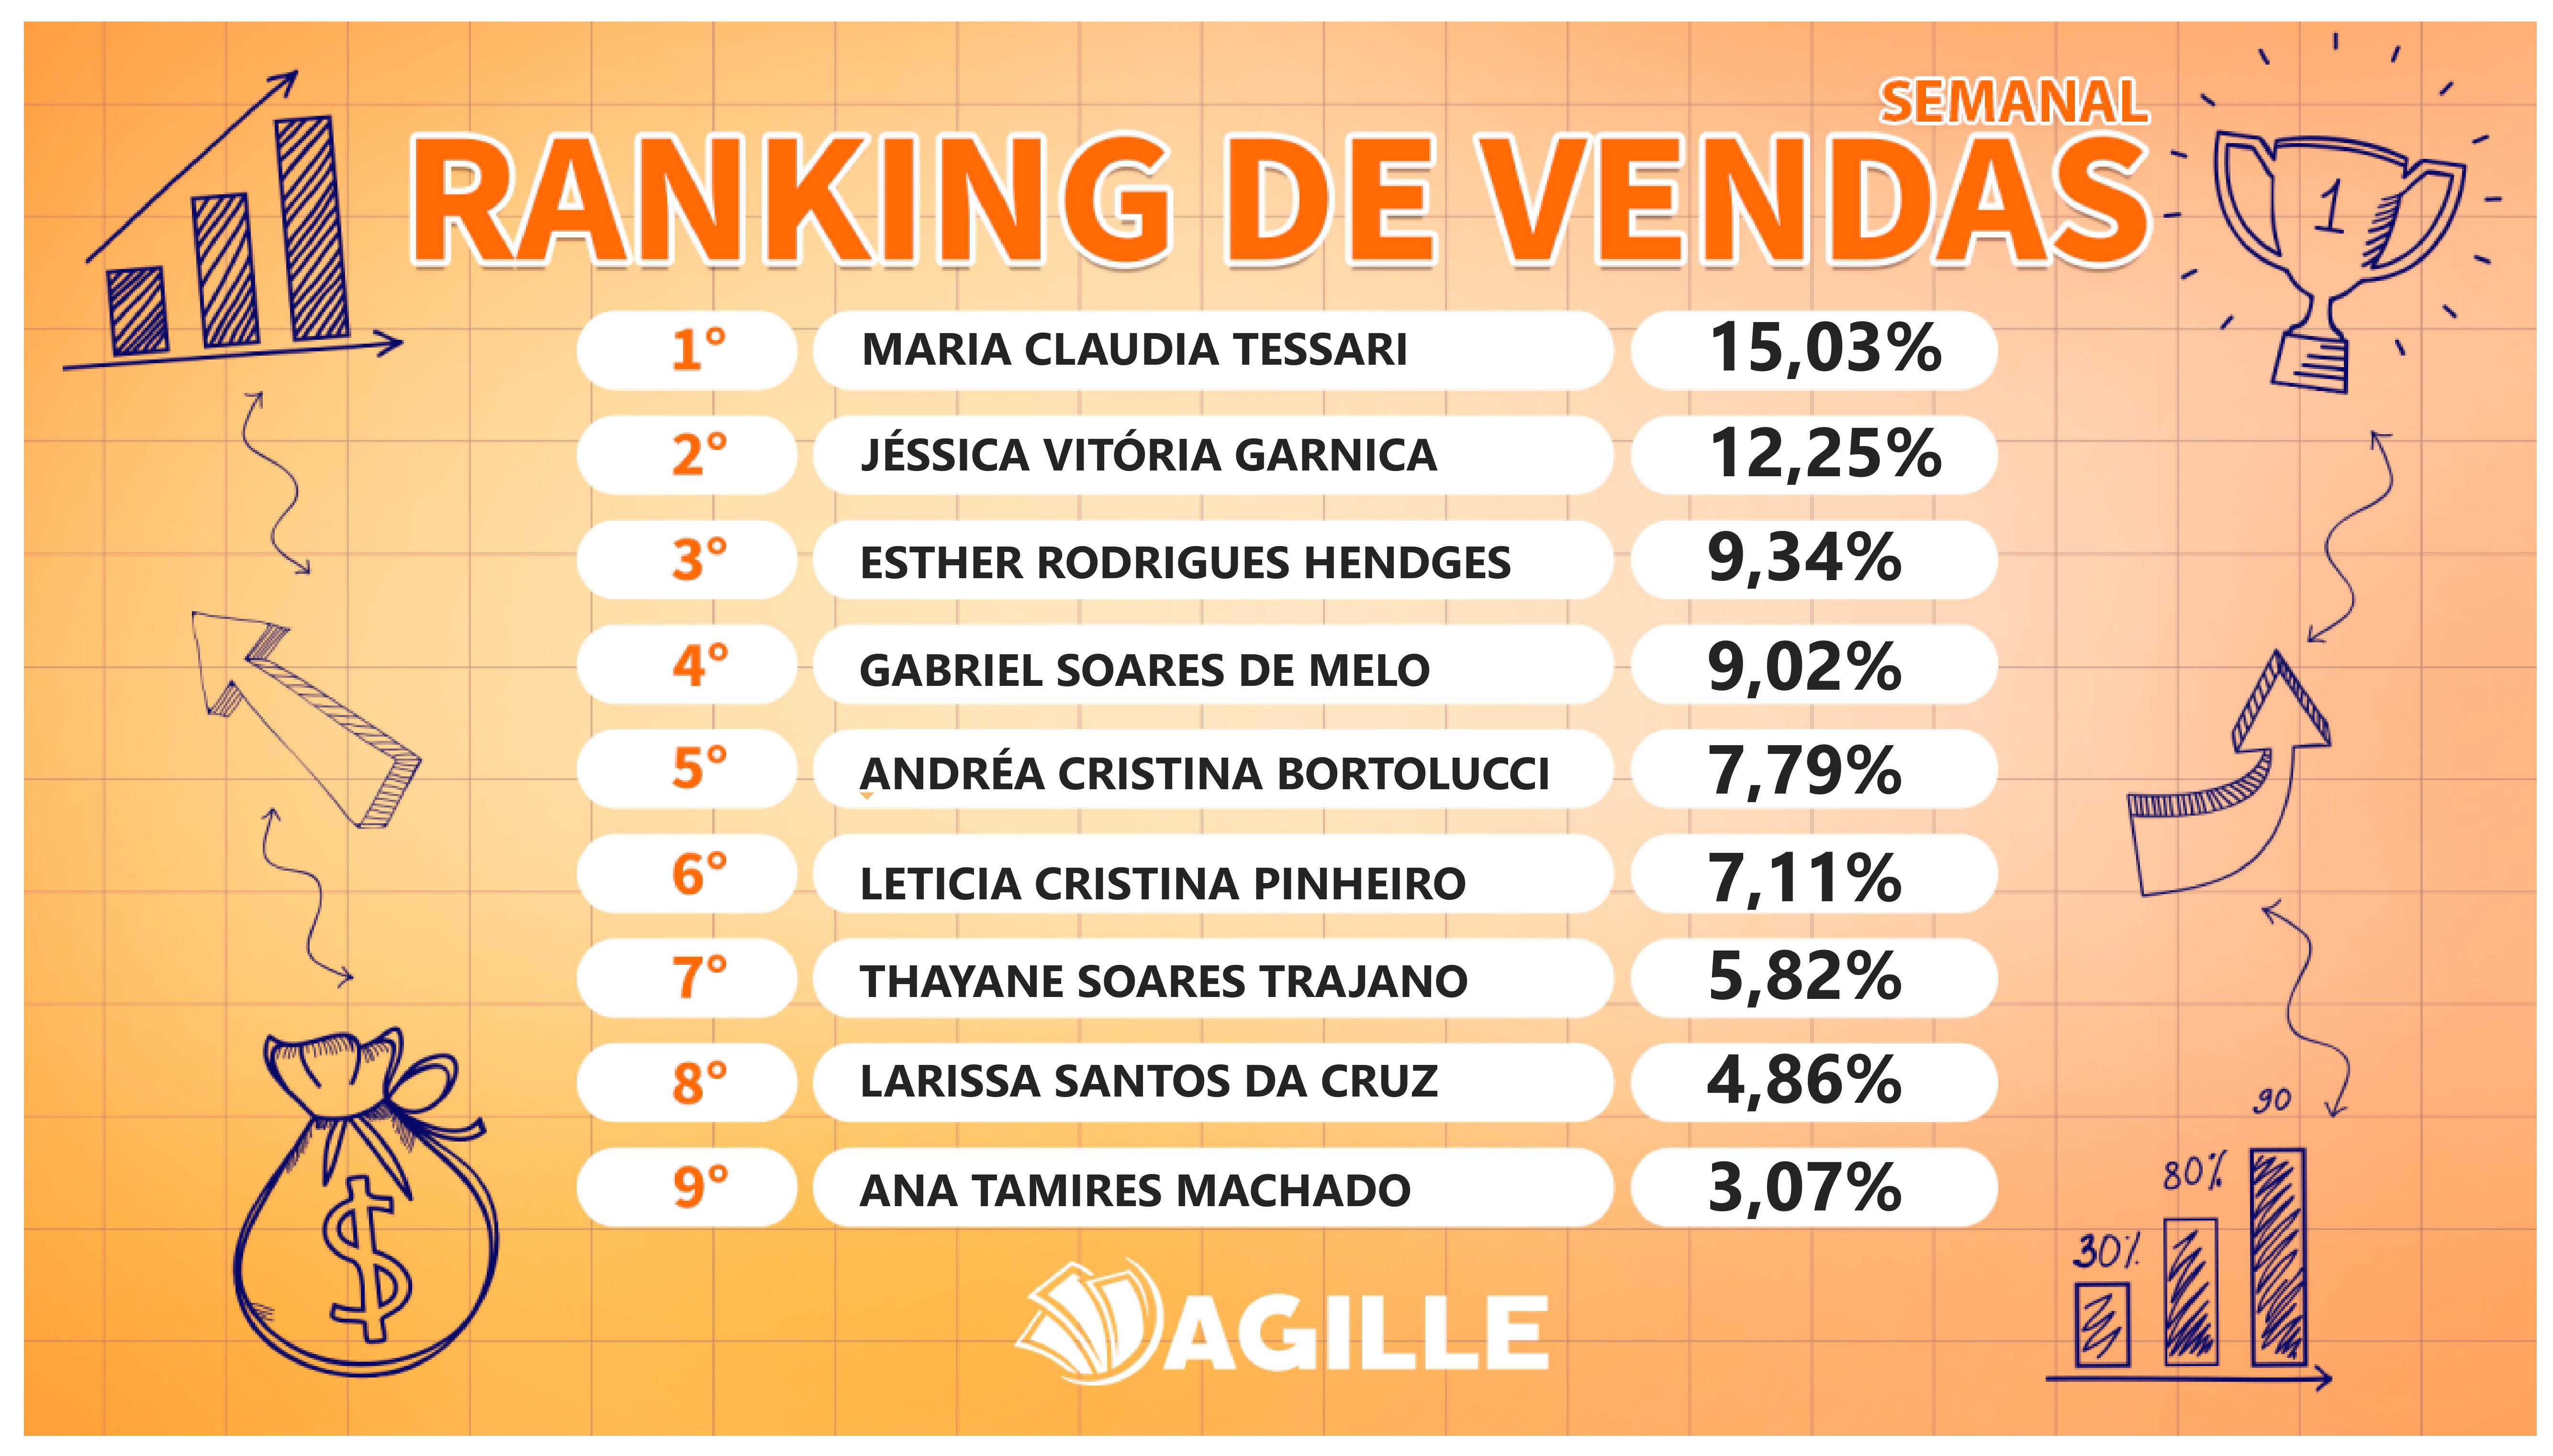 SEMANAL
RANKING DE VENDAS
1
1° MARIA CLAUDIA TESSARI 15,03%
2° JÉSSICA VITÓRIA GARNICA 12,25%
3° ESTHER RODRIGUES HENDGES 9,34%
4° GABRIEL SOARES DE MELO 9,02%
5° ANDRÉA CRISTINA BORTOLUCCI 7,79%
6° LETICIA CRISTINA PINHEIRO 7,11%
7° THAYANE SOARES TRAJANO 5,82%
8° LARISSA SANTOS DA CRUZ 4,86%
9° ANA TAMIRES MACHADO 3,07%
$
90
80%
30%
AGILLE